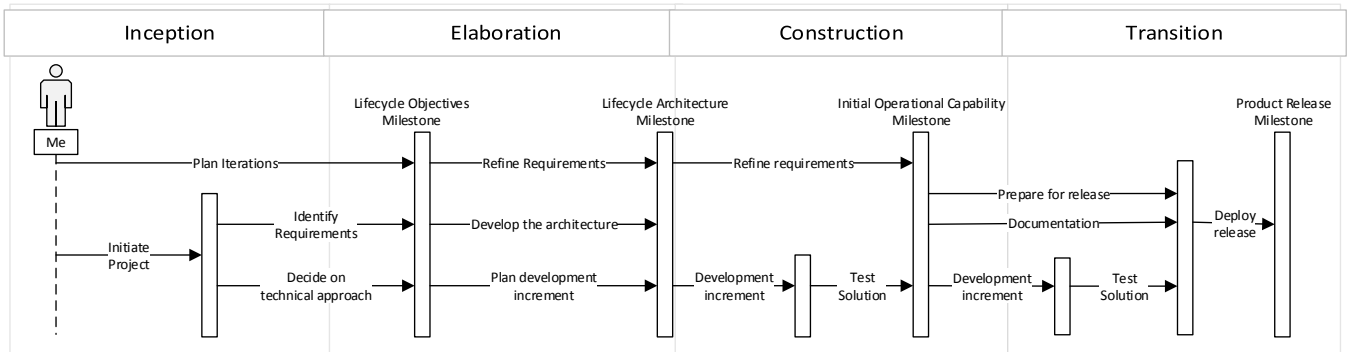 Inception
Elaboration
Construction
Transition
Me
Lifecycle Objectives
Milestone
Lifecycle Architecture
Milestone
Initial Operational Capability
Milestone
Product Release
Milestone
Plan Iterations
Refine Requirements
Refine requirements
Prepare for release
Identify
Requirements
Develop the architecture
Documentation
Deploy
release
Initiate
Project
Decide on
technical approach
Plan development
increment
Development
increment
Test
Solution
Development
increment
Test
Solution